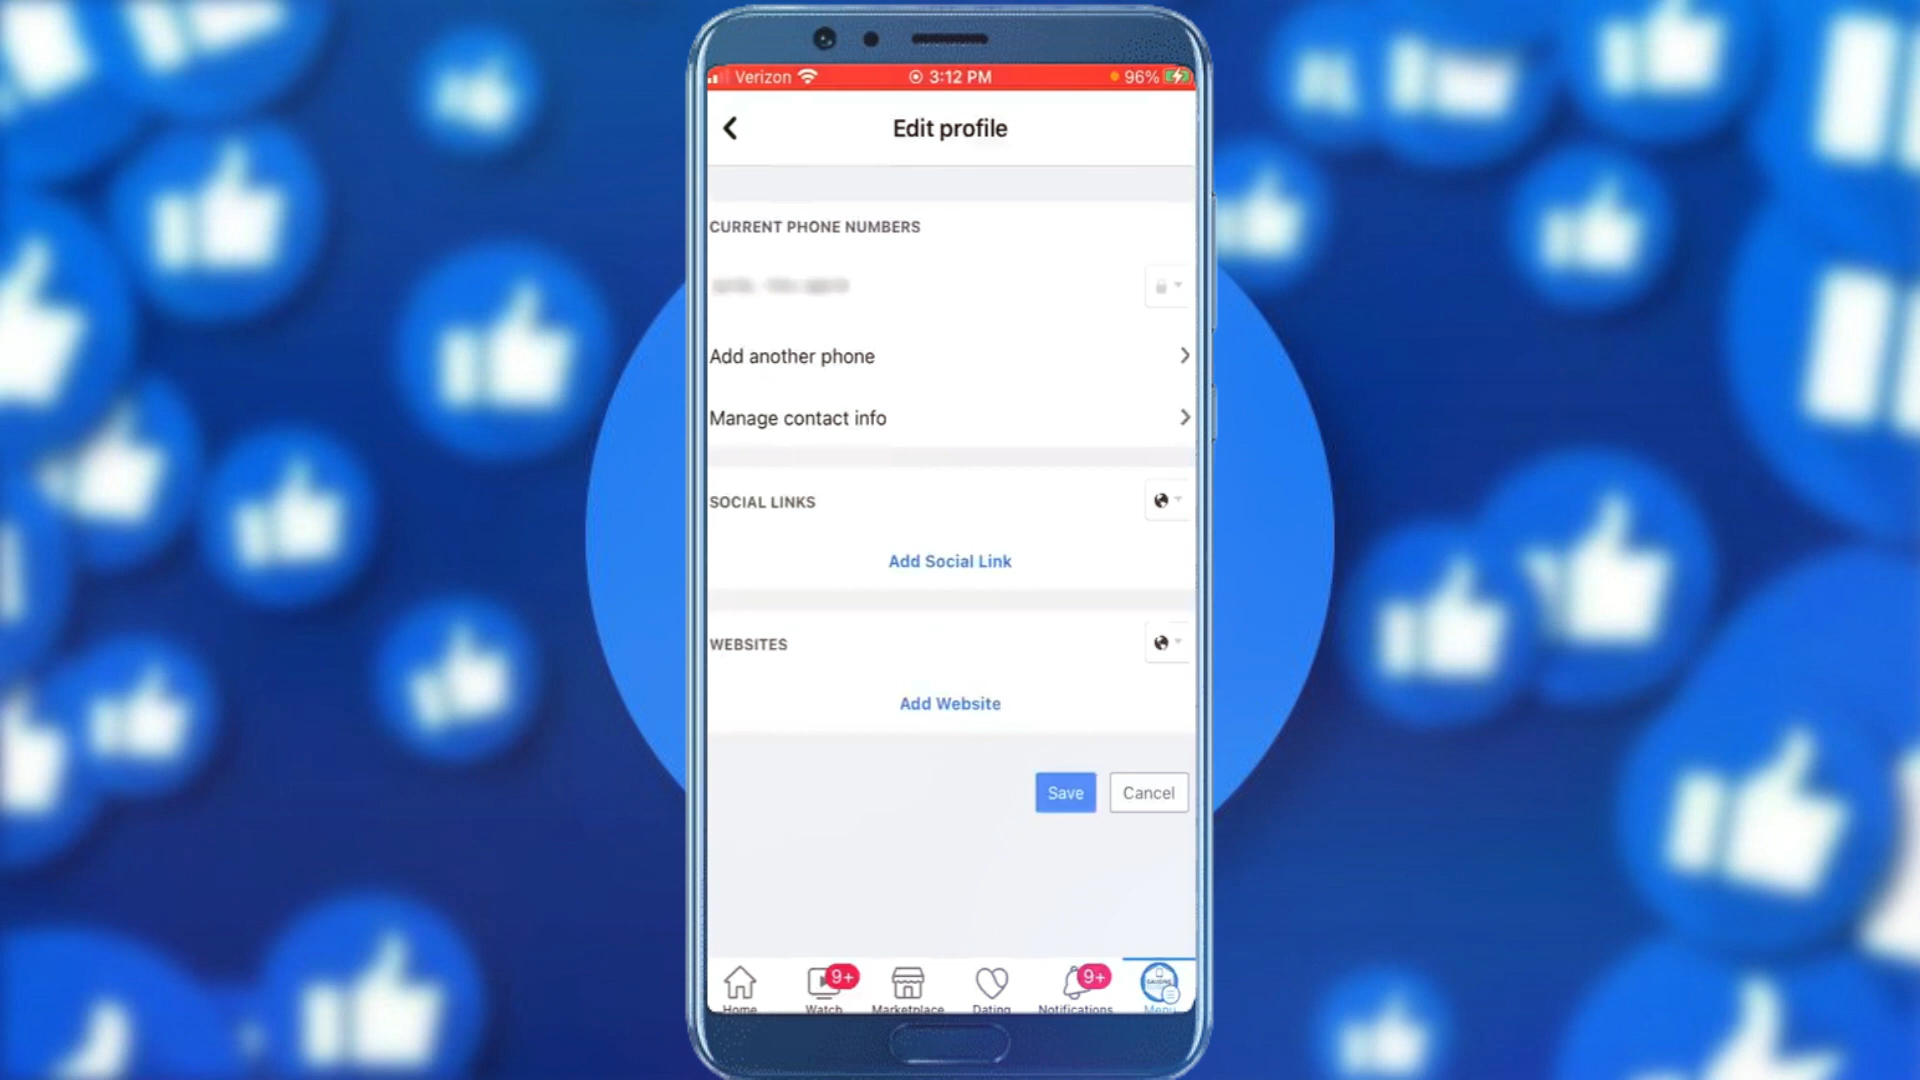 Verizon 3:12 PM 96%
Edit profile
CURRENT PHONE NUMBERS
Add another phone
Manage contact info
SOCIAL LINKS
Add Social Link
WEBSITES
Add Website
Save Cancel
9+ 9+
Home Watch Marketplace Dating Notifications Menu